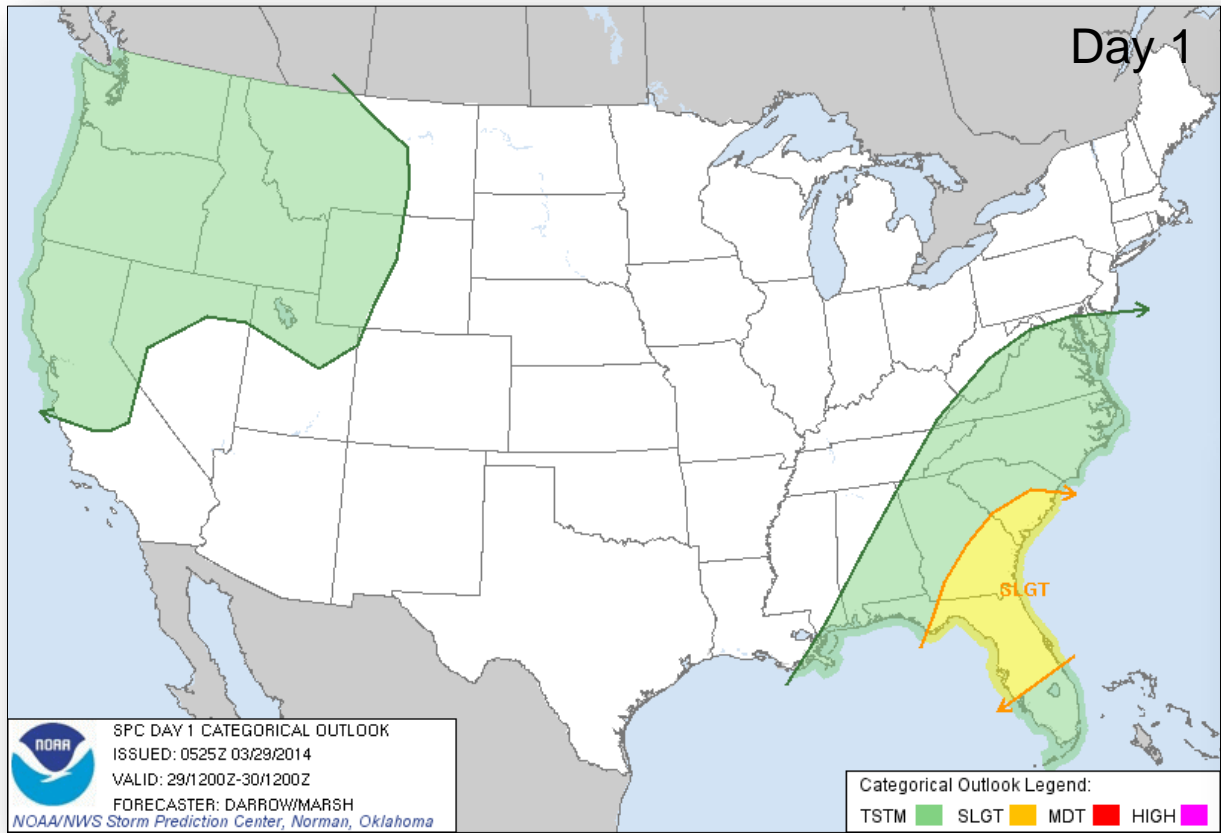 Day 1
SLGT
SPC DAY 1 CATEGORICAL OUTLOOK
ISSUED: 0525Z 03/29/2014
VALID: 29/1200Z-30/1200Z
FORECASTER: DARROW/MARSH
NOAA/NWS Storm Prediction Center, Norman, Oklahoma
NOAA
Categorical Outlook Legend:
TSTM SLGT MDT HIGH